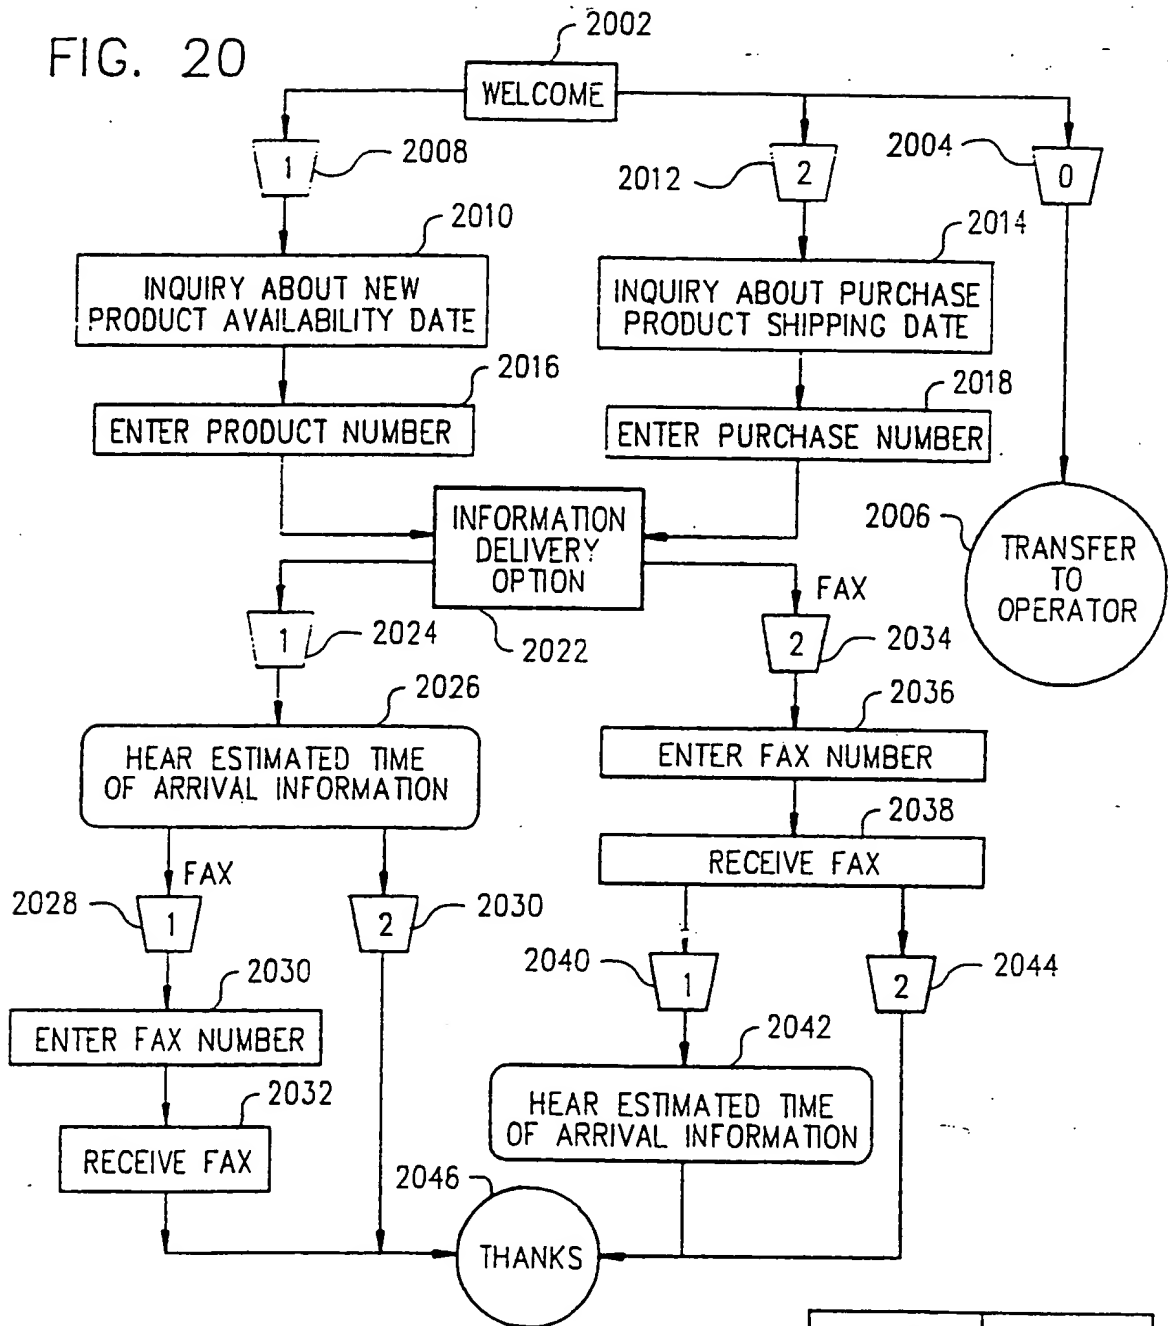 FIG. 20
2002
WELCOME
1
2008
2012
2
2004
0
2010
INQUIRY ABOUT NEW
PRODUCT AVAILABILITY DATE
2014
INQUIRY ABOUT PURCHASE
PRODUCT SHIPPING DATE
2016
ENTER PRODUCT NUMBER
2018
ENTER PURCHASE NUMBER
INFORMATION
DELIVERY
OPTION
2022
2006
TRANSFER
TO
OPERATOR
1
2024
FAX
2
2034
2026
HEAR ESTIMATED TIME
OF ARRIVAL INFORMATION
2036
ENTER FAX NUMBER
2038
RECEIVE FAX
FAX
2028
1
2
2030
2040
1
2
2044
2030
ENTER FAX NUMBER
2042
HEAR ESTIMATED TIME
OF ARRIVAL INFORMATION
2032
RECEIVE FAX
2046
THANKS